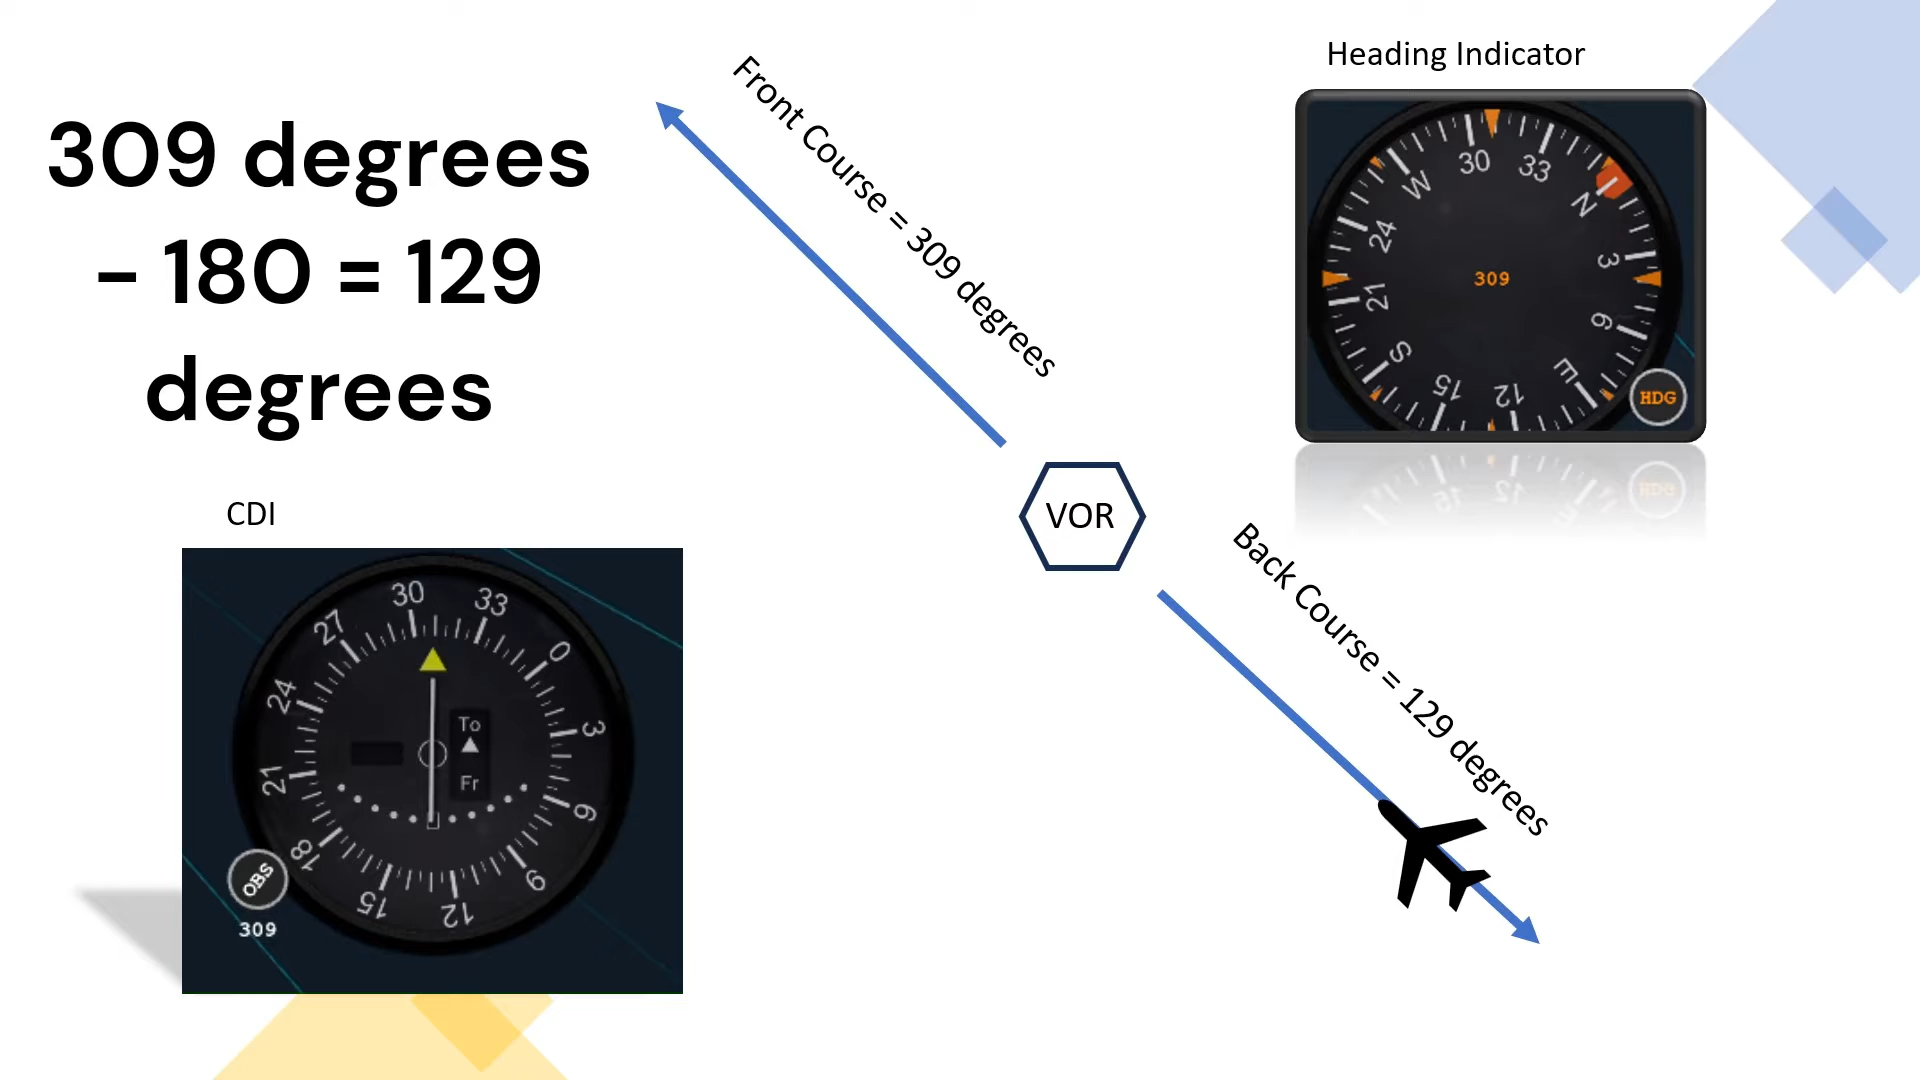 309 degrees
- 180 = 129
degrees
Front Course = 309 degrees
Heading Indicator
30
33
N
3
6
E
12
15
S
21
24
W
309
HDG
VOR
Back Course = 129 degrees
CDI
30
33
0
3
6
9
12
15
18
21
24
27
To
Fr
OBS
309